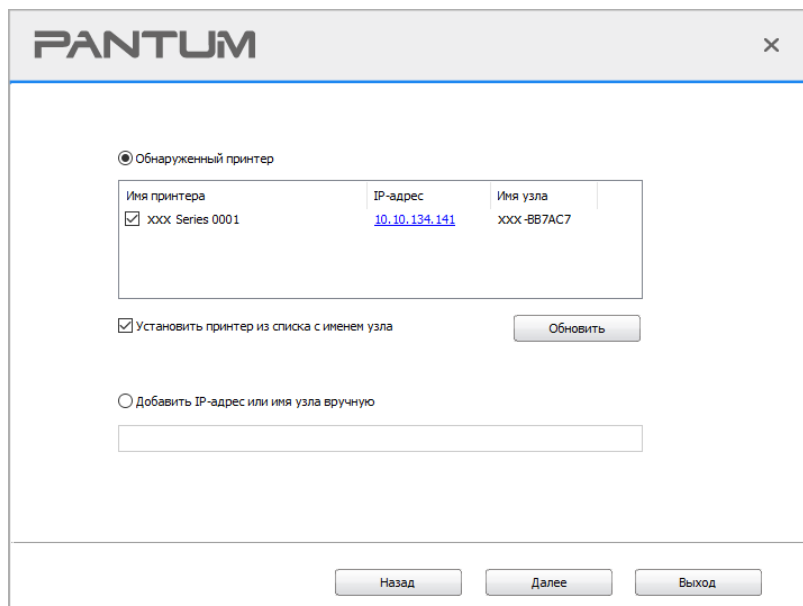 PANTUM
Обнаруженный принтер
Имя принтера IP-адрес Имя узла
XXX Series 0001 10.10.134.141 XXX-BB7AC7
Установить принтер из списка с именем узла Обновить
Добавить IP-адрес или имя узла вручную
Назад Далее Выход